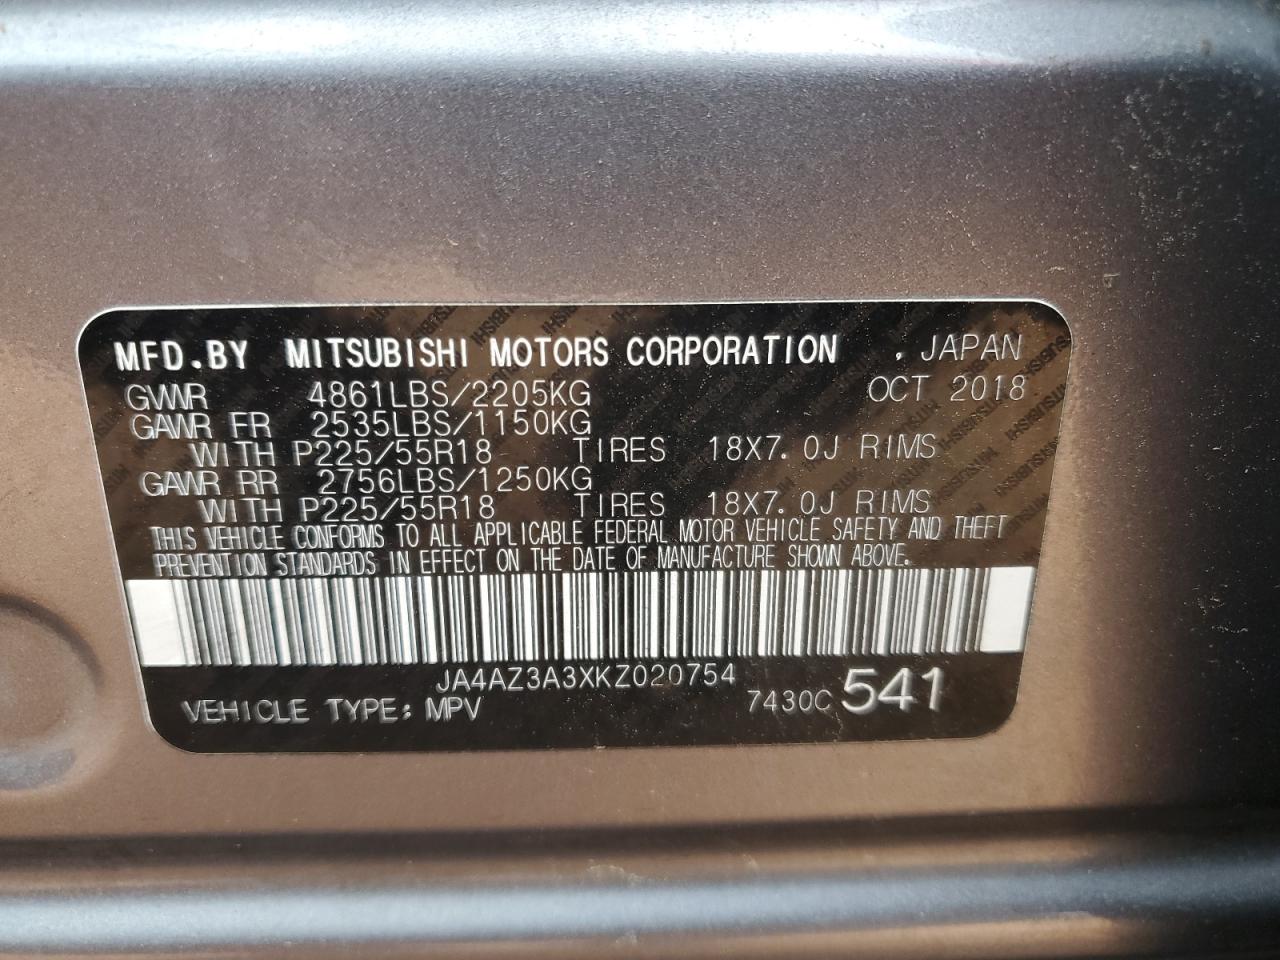 MFD.BY MITSUBISHI MOTORS CORPORATION , JAPAN
GVWR 4861LBS/2205KG OCT 2018
GAWR FR 2535LBS/1150KG
WITH P225/55R18 TIRES 18X7.0J RIMS
GAWR RR 2756LBS/1250KG
WITH P225/55R18 TIRES 18X7.0J RIMS
THIS VEHICLE CONFORMS TO ALL APPLICABLE FEDERAL MOTOR VEHICLE SAFETY AND THEFT
PREVENTION STANDARDS IN EFFECT ON THE DATE OF MANUFACTURE SHOWN ABOVE.
JA4AZ3A3XKZ020754
VEHICLE TYPE: MPV 7430C 541